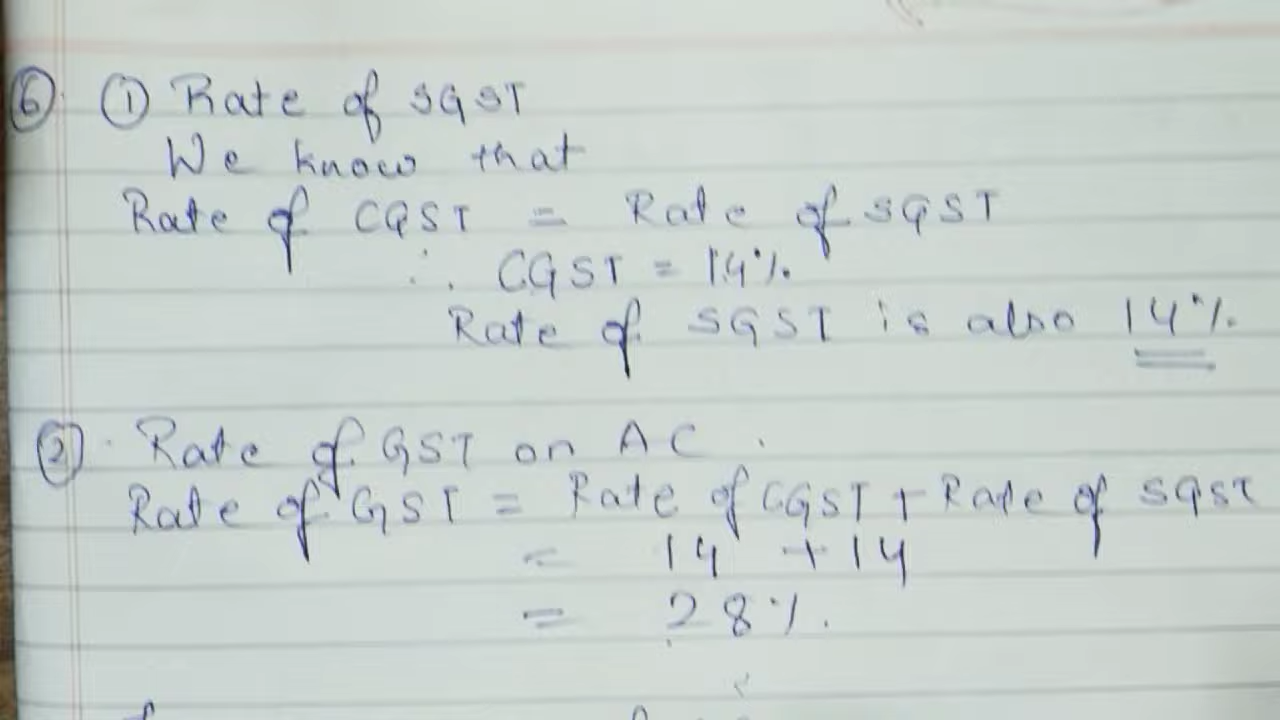 ⑥ ① Rate of SGST
We know that
Rate of CGST = Rate of SGST
∴ CGST = 14%.
Rate of SGST is also 14%.
② Rate of GST on AC.
Rate of GST = Rate of CGST + Rate of SGST
= 14 + 14
= 28%.